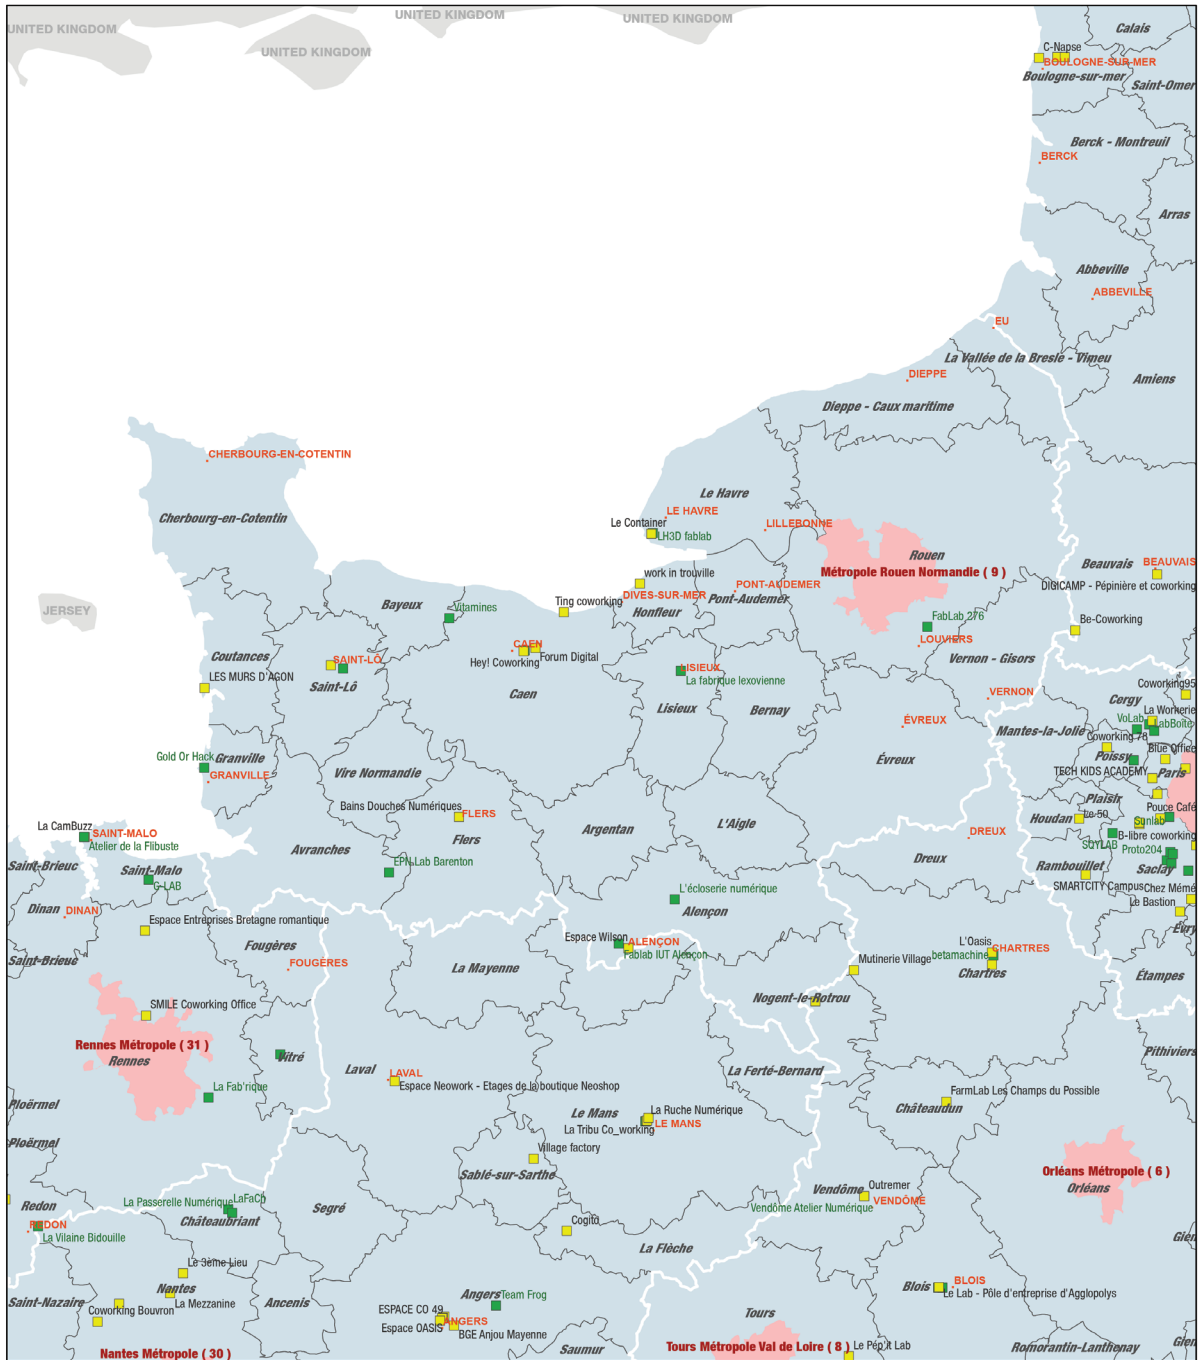 UNITED KINGDOM
UNITED KINGDOM
UNITED KINGDOM
UNITED KINGDOM
Calais
C-Napse
BOULOGNE-SUR-MER
Boulogne-sur-mer
Saint-Omer
Berck - Montreuil
BERCK
Arras
Abbeville
ABBEVILLE
EU
La Vallée de la Bresle - Vimeu
DIEPPE
Amiens
Dieppe - Caux maritime
CHERBOURG-EN-COTENTIN
Cherbourg-en-Cotentin
Le Havre
LE HAVRE
Le Container
LILLEBONNE
LH3D fablab
Rouen
Métropole Rouen Normandie ( 9 )
Beauvais
BEAUVAIS
DIGICAMP - Pépinière et coworking
work in trouville
PONT-AUDEMER
Pont-Audemer
DIVES-SUR-MER
Honfleur
Ting coworking
JERSEY
Bayeux
Vitamines
FabLab 276
LOUVIERS
Be-Coworking
CAEN
Forum Digital
Hey! Coworking
Caen
Coutances
SAINT-LÔ
Saint-Lô
LES MURS D'AGON
LISIEUX
La fabrique lexovienne
Lisieux
Bernay
Vernon - Gisors
VERNON
ÉVREUX
Évreux
Mantes-la-Jolie
Cergy
Coworking95
La Workerie
VoLab
LabBoite
Coworking 78
Blue Office
Poissy
TECH KIDS ACADEMY
Paris
Gold Or Hack
Granville
GRANVILLE
Vire Normandie
Bains Douches Numériques
FLERS
Flers
Argentan
L'Aigle
Plaisir
Houdan
Le 50
Pouce Café
Sunlab
B-libre coworking
SQYLAB
Proto204
Saclay
La CamBuzz
SAINT-MALO
Atelier de la Flibuste
Saint-Brieuc
Saint-Malo
G-LAB
Avranches
EPN-Lab Barenton
DREUX
Dreux
Rambouillet
SMARTCITY Campus
Chez Mémé
Le Bastion
Évry
Dinan
DINAN
Espace Entreprises Bretagne romantique
L'écloserie numérique
Alençon
Espace Wilson
ALENÇON
Fablab IUT Alençon
Fougères
FOUGÈRES
Saint-Brieuc
La Mayenne
Mutinerie Village
L'Oasis
CHARTRES
betamachine
Chartres
Étampes
Nogent-le-Rotrou
SMILE Coworking Office
Rennes Métropole ( 31 )
Rennes
Vitré
Pithiviers
La Fab'rique
Laval
LAVAL
Espace Neowork - Etages de la boutique Neoshop
La Ferté-Bernard
FarmLab Les Champs du Possible
Châteaudun
Ploërmel
Ploërmel
Le Mans
La Ruche Numérique
LE MANS
La Tribu Co_working
Village factory
Sablé-sur-Sarthe
Orléans Métropole ( 6 )
Orléans
Vendôme
Outremer
VENDÔME
Vendôme Atelier Numérique
Redon
REDON
La Vilaine Bidouille
La Passerelle Numérique
LaFaCo
Châteaubriant
Segré
Cogito
La Flèche
Gien
Le 3ème Lieu
Nantes
La Mezzanine
Saint-Nazaire
Coworking Bouvron
Ancenis
Angers
Team Frog
ESPACE CO 49
ANGERS
Espace OASIS
BGE Anjou Mayenne
Blois
BLOIS
Le Lab - Pôle d'entreprise d'Agglopolys
Tours
Nantes Métropole ( 30 )
Saumur
Tours Métropole Val de Loire ( 8 )
Le Pép'it Lab
Romorantin-Lanthenay
Gien